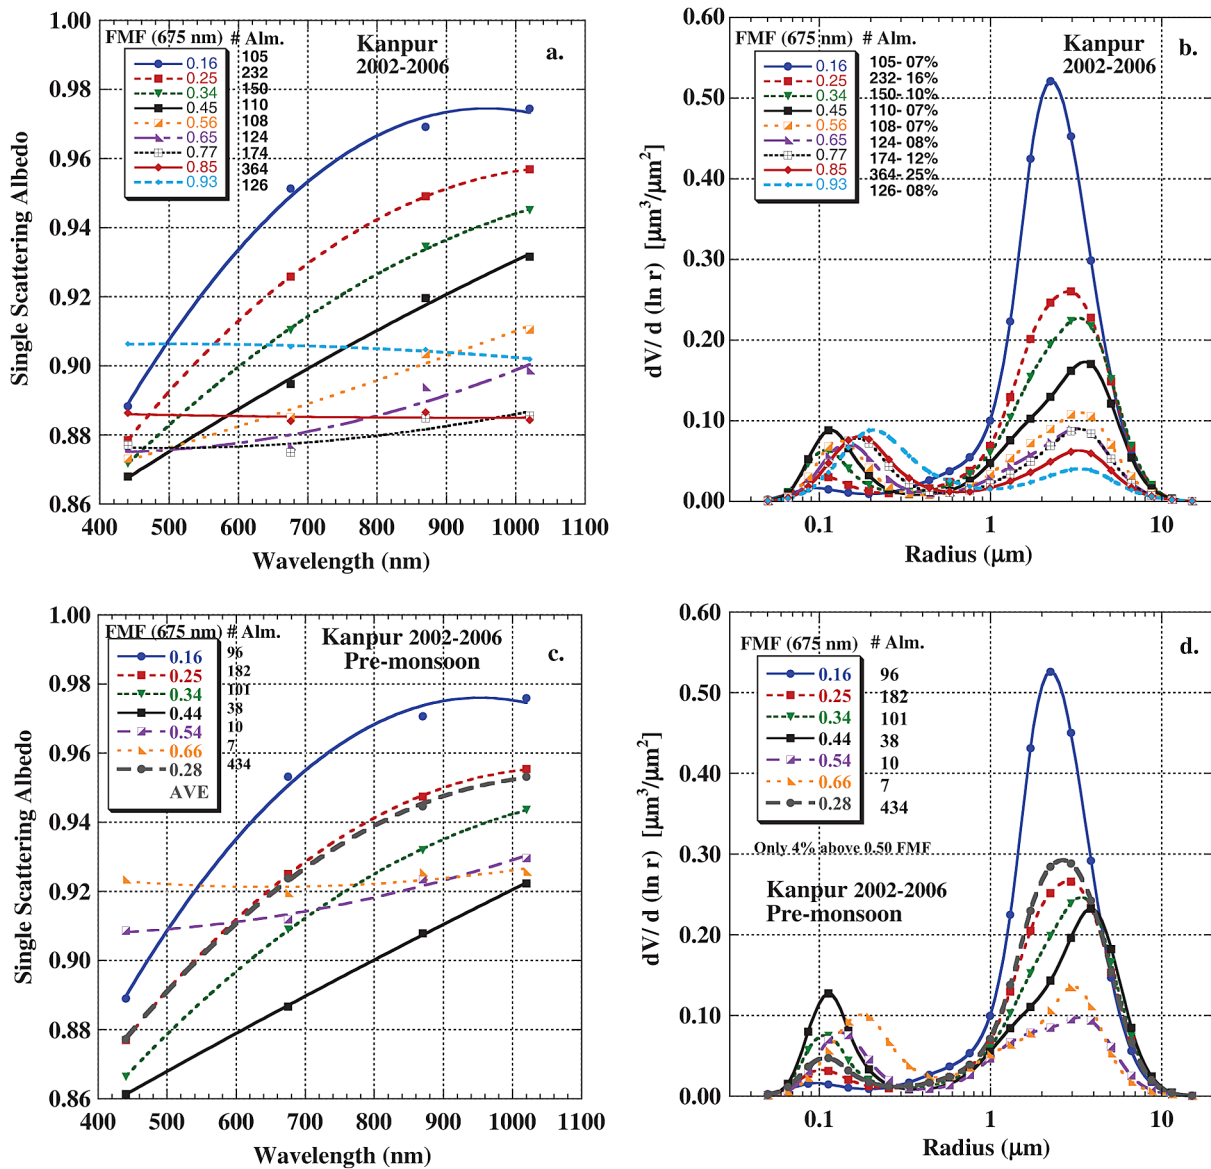 FMF (675 nm) # Alm.
0.16 105
0.25 232
0.34 150
0.45 110
0.56 108
0.65 124
0.77 174
0.85 364
0.93 126
Kanpur
2002-2006
a.
1.00
0.98
0.96
0.94
0.92
0.90
0.88
0.86
Single Scattering Albedo
400 500 600 700 800 900 1000 1100
Wavelength (nm)
FMF (675 nm) # Alm.
0.16 105- 07%
0.25 232- 16%
0.34 150- 10%
0.45 110- 07%
0.56 108- 07%
0.65 124- 08%
0.77 174- 12%
0.85 364- 25%
0.93 126- 08%
Kanpur
2002-2006
b.
0.60
0.50
0.40
0.30
0.20
0.10
0.00
dV/ d (ln r) [μm³/μm²]
0.1 1 10
Radius (μm)
FMF (675 nm) # Alm.
0.16 96
0.25 182
0.34 101
0.44 38
0.54 10
0.66 7
0.28 434
AVE
Kanpur 2002-2006
Pre-monsoon
c.
1.00
0.98
0.96
0.94
0.92
0.90
0.88
0.86
Single Scattering Albedo
400 500 600 700 800 900 1000 1100
Wavelength (nm)
FMF (675 nm) # Alm.
0.16 96
0.25 182
0.34 101
0.44 38
0.54 10
0.66 7
0.28 434
d.
Only 4% above 0.50 FMF
Kanpur 2002-2006
Pre-monsoon
0.60
0.50
0.40
0.30
0.20
0.10
0.00
dV/ d (ln r) [μm³/μm²]
0.1 1 10
Radius (μm)